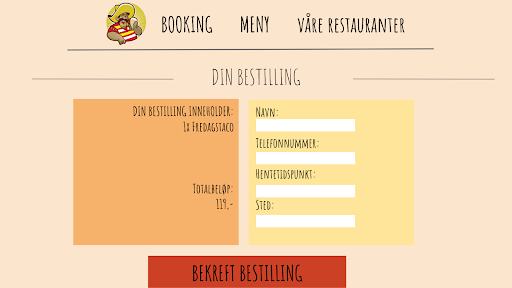 BOOKING MENY VÅRE RESTAURANTER
DIN BESTILLING
DIN BESTILLING INNEHOLDER:
1x Fredagstaco
Totalbeløp:
119,-
Navn:
Telefonnummer:
Hentetidspunkt:
Sted:
BEKREFT BESTILLING